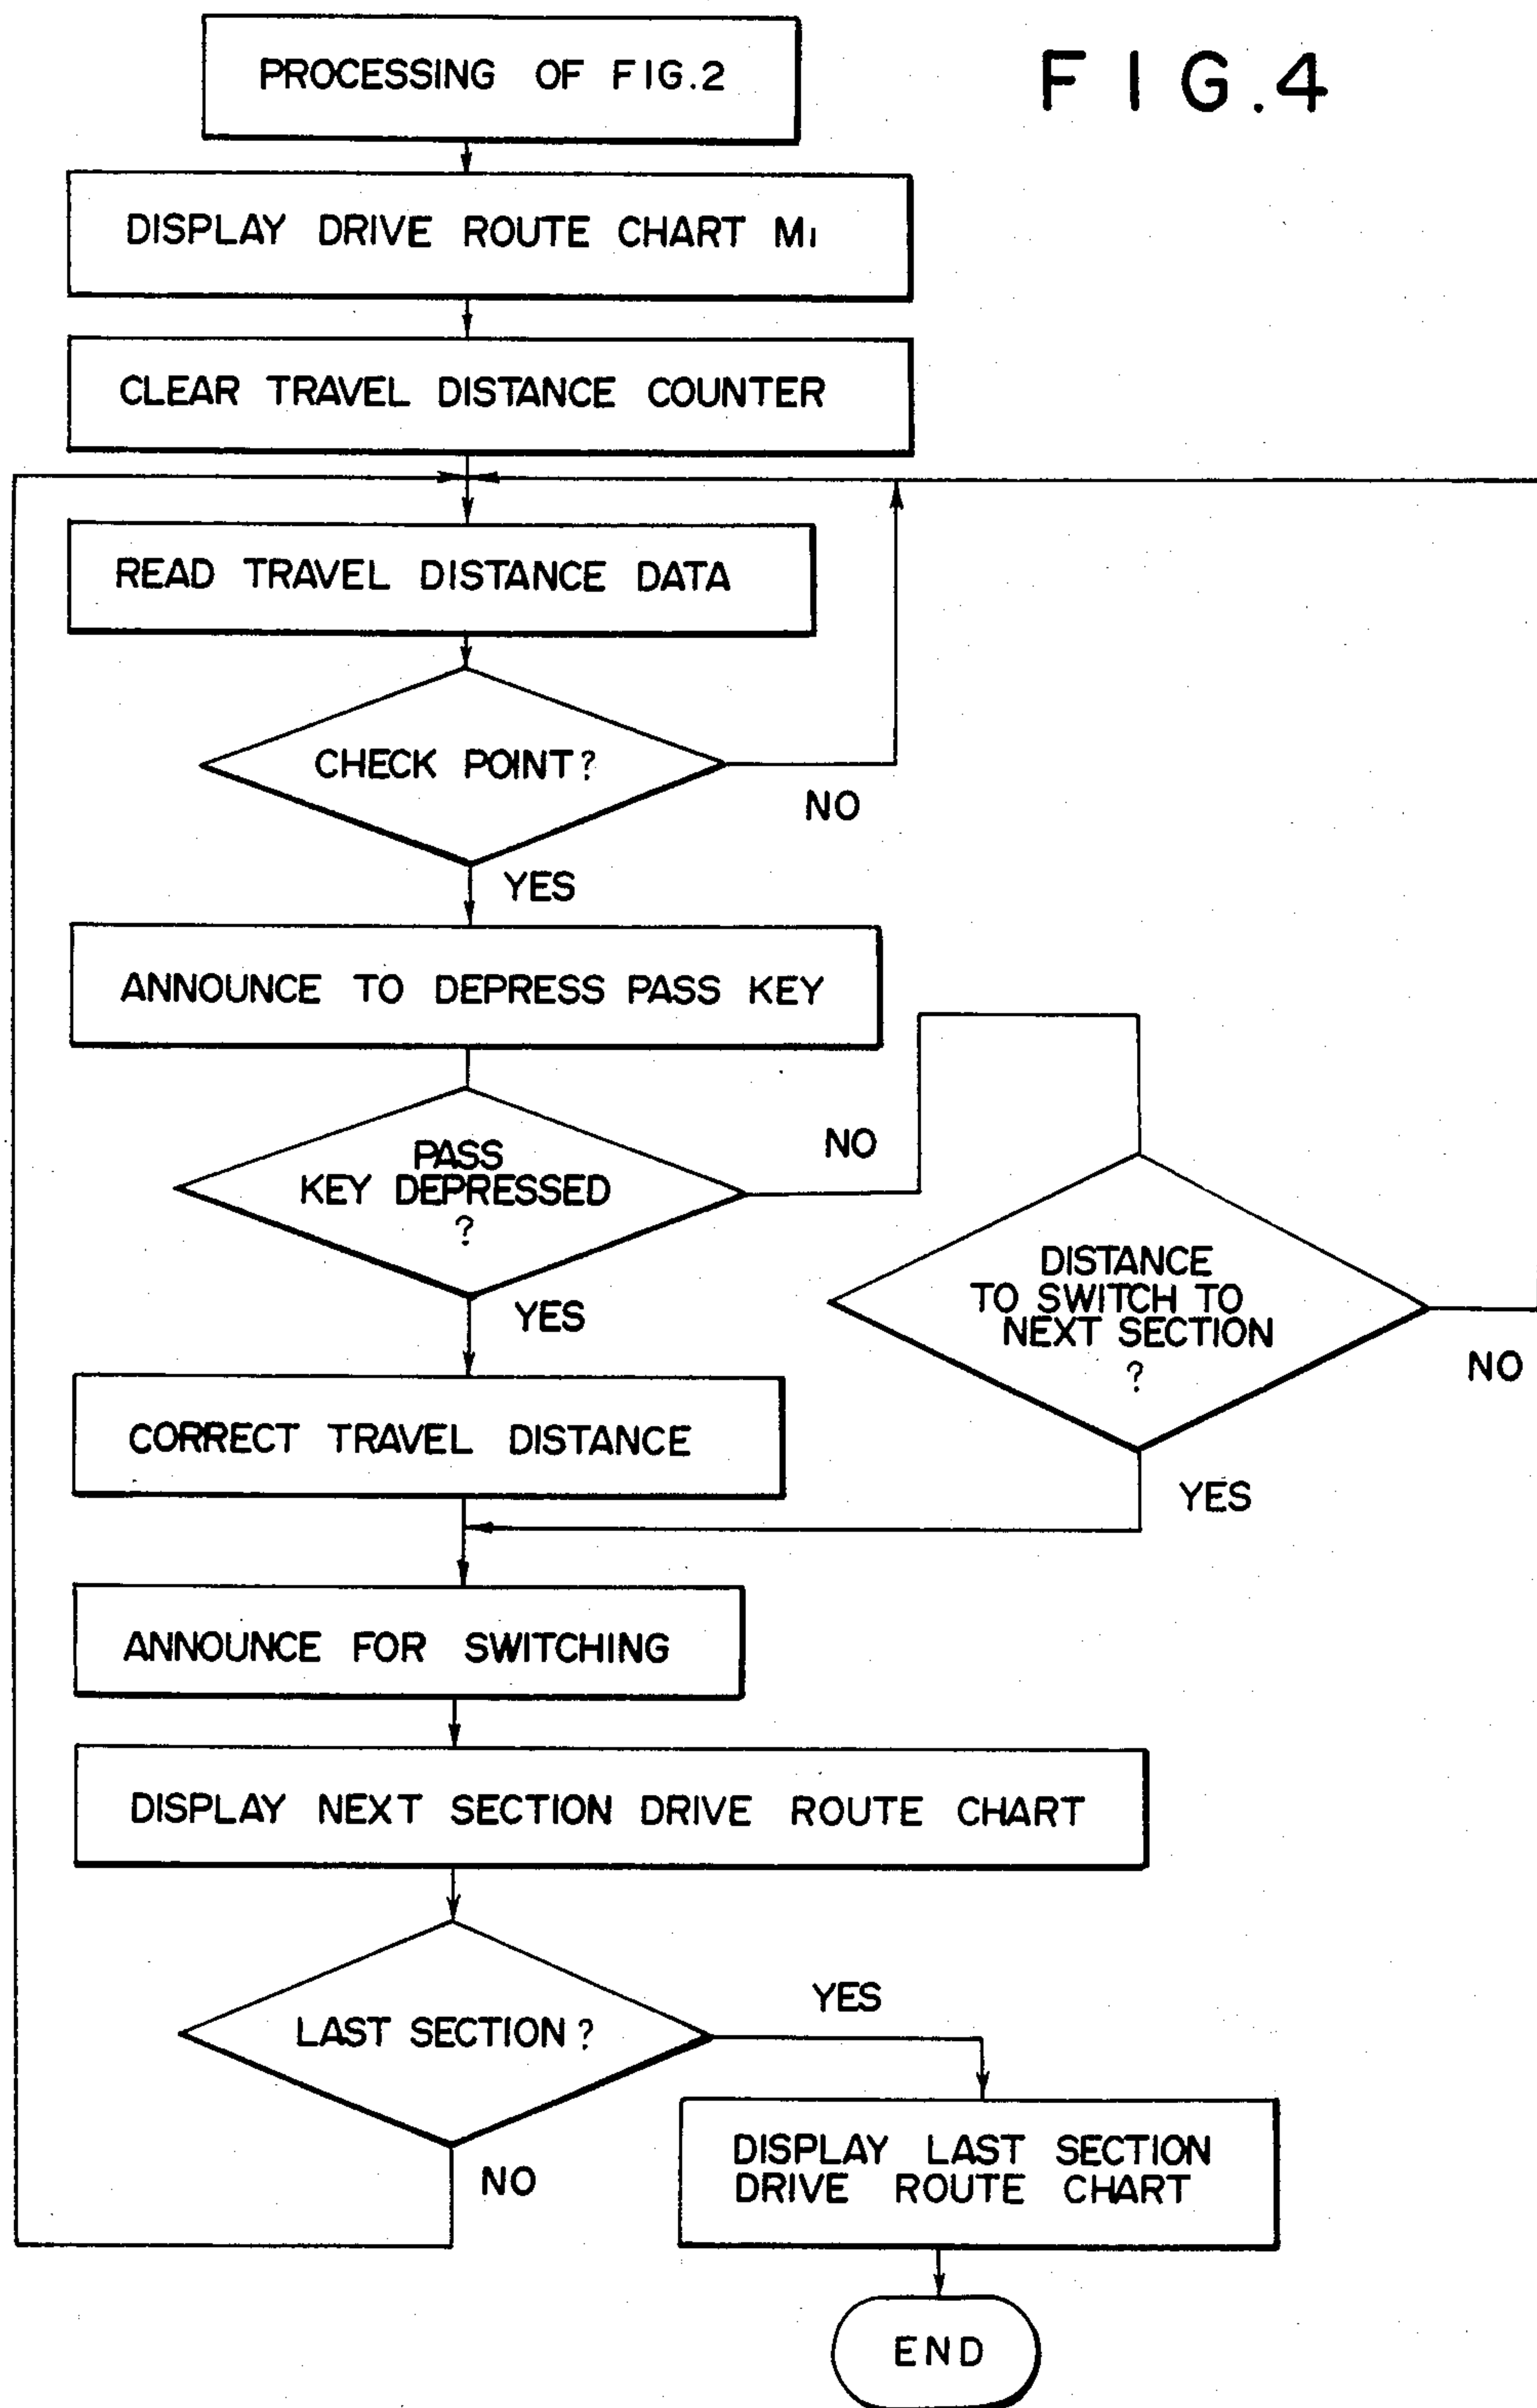 FIG.4
PROCESSING OF FIG.2
DISPLAY DRIVE ROUTE CHART M1
CLEAR TRAVEL DISTANCE COUNTER
READ TRAVEL DISTANCE DATA
CHECK POINT?
NO
YES
ANNOUNCE TO DEPRESS PASS KEY
PASS
KEY DEPRESSED
?
NO
YES
DISTANCE
TO SWITCH TO
NEXT SECTION
?
NO
YES
CORRECT TRAVEL DISTANCE
ANNOUNCE FOR SWITCHING
DISPLAY NEXT SECTION DRIVE ROUTE CHART
LAST SECTION?
YES
NO
DISPLAY LAST SECTION
DRIVE ROUTE CHART
END